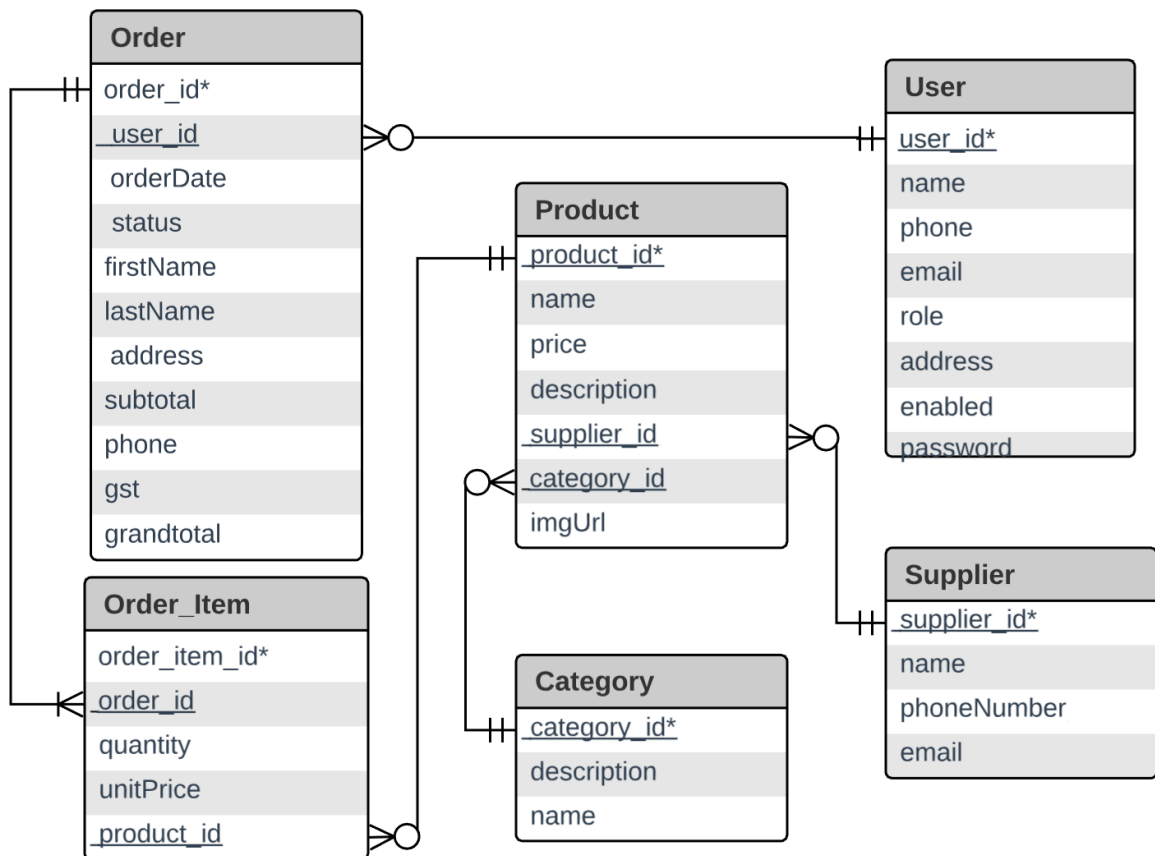 Order
order_id*
user_id
orderDate
status
firstName
lastName
address
subtotal
phone
gst
grandtotal
Order_Item
order_item_id*
order_id
quantity
unitPrice
product_id
Product
product_id*
name
price
description
supplier_id
category_id
imgUrl
Category
category_id*
description
name
User
user_id*
name
phone
email
role
address
enabled
password
Supplier
supplier_id*
name
phoneNumber
email